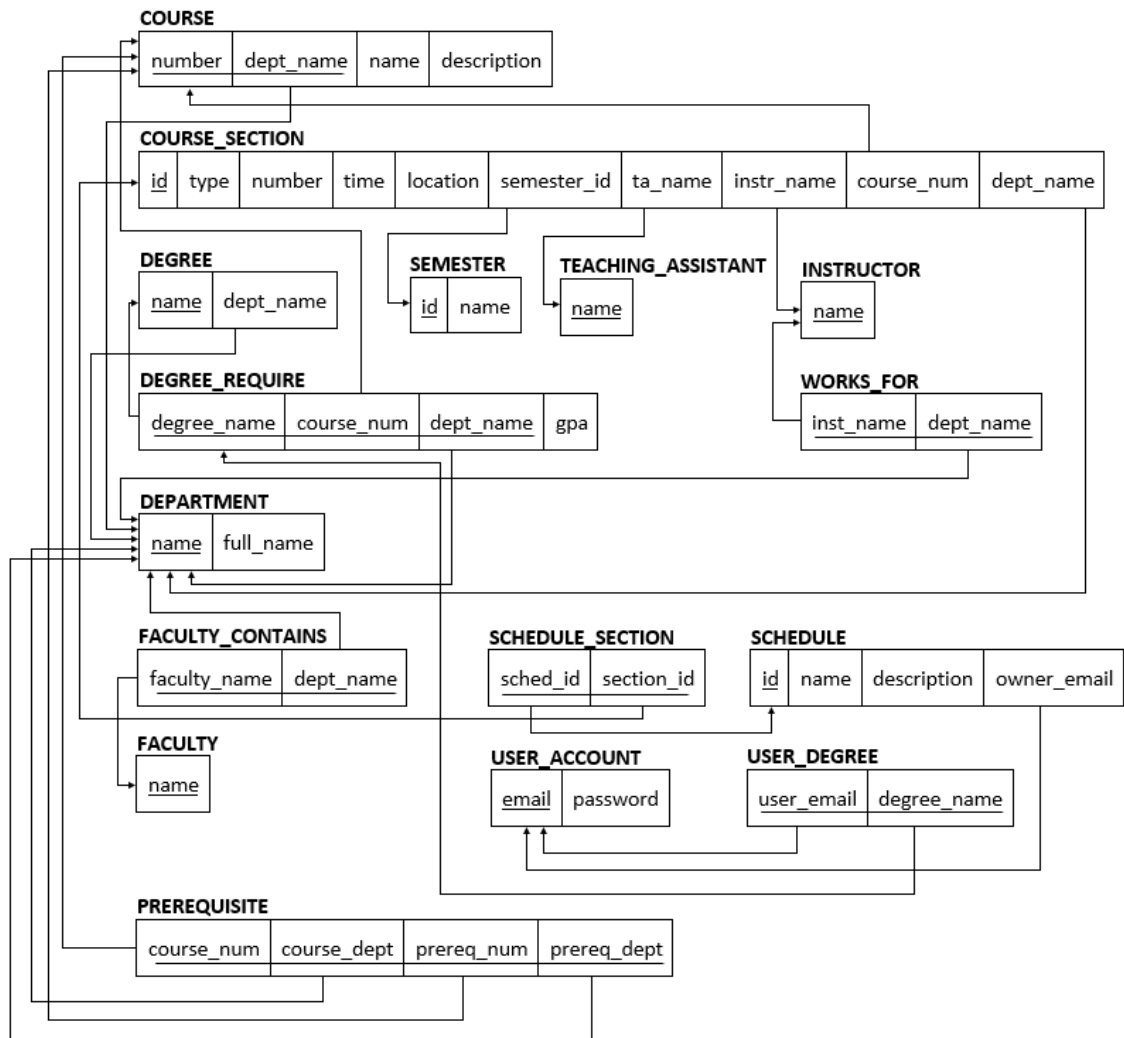 COURSE
number dept_name name description
COURSE_SECTION
id type number time location semester_id ta_name instr_name course_num dept_name
DEGREE
name dept_name
SEMESTER
id name
TEACHING_ASSISTANT
name
INSTRUCTOR
name
DEGREE_REQUIRE
degree_name course_num dept_name gpa
WORKS_FOR
inst_name dept_name
DEPARTMENT
name full_name
FACULTY_CONTAINS
faculty_name dept_name
SCHEDULE_SECTION
sched_id section_id
SCHEDULE
id name description owner_email
FACULTY
name
USER_ACCOUNT
email password
USER_DEGREE
user_email degree_name
PREREQUISITE
course_num course_dept prereq_num prereq_dept